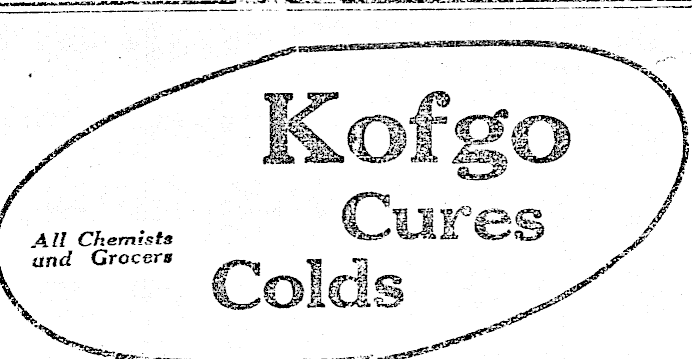 Kofgo
Cures
Colds
All Chemists
and Grocers